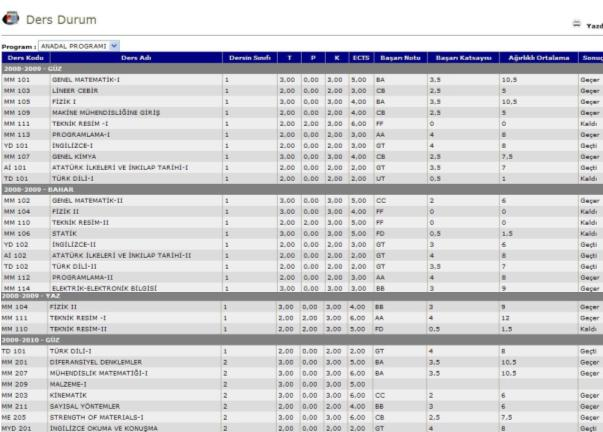 Ders Durum
Yazd
Program : ANADAL PROGRAMI
Ders Kodu Ders Adı Dersin Sınıfı T P K ECTS Başarı Notu Başarı Katsayısı Ağırlıklı Ortalama Sonuç
2008-2009 - GÜZ
MM 101 GENEL MATEMATİK-I 1 3,00 0,00 3,00 5,00 BA 3,5 10,5 Geçer
MM 103 LİNEER CEBİR 1 2,00 0,00 2,00 3,00 CB 2,5 5 Geçer
MM 105 FİZİK I 1 3,00 0,00 3,00 4,00 BA 3,5 10,5 Geçer
MM 109 MAKİNE MÜHENDİSLİĞİNE GİRİŞ 1 2,00 0,00 2,00 4,00 CB 2,5 5 Geçer
MM 111 TEKNİK RESİM -I 1 2,00 2,00 3,00 6,00 FF 0 0 Kaldı
MM 113 PROGRAMLAMA-I 1 2,00 0,00 2,00 3,00 AA 4 8 Geçer
YD 101 İNGİLİZCE-I 1 2,00 0,00 2,00 3,00 GT 4 8 Geçti
MM 107 GENEL KİMYA 1 3,00 0,00 3,00 4,00 CB 2,5 7,5 Geçer
Aİ 101 ATATÜRK İLKELERİ VE İNKILAP TARİHİ-I 1 2,00 0,00 2,00 2,00 GT 3,5 7 Geçti
TD 101 TÜRK DİLİ-I 1 2,00 0,00 2,00 2,00 UT 0,5 1 Kaldı
2008-2009 - BAHAR
MM 102 GENEL MATEMATİK-II 1 3,00 0,00 3,00 5,00 CC 2 6 Geçer
MM 104 FİZİK II 1 3,00 0,00 3,00 4,00 FF 0 0 Kaldı
MM 110 TEKNİK RESİM-II 1 2,00 2,00 3,00 5,00 FF 0 0 Kaldı
MM 106 STATİK 1 3,00 0,00 3,00 5,00 FD 0,5 1,5 Kaldı
YD 102 İNGİLİZCE-II 1 2,00 0,00 2,00 3,00 GT 3 6 Geçti
Aİ 102 ATATÜRK İLKELERİ VE İNKILAP TARİHİ-II 1 2,00 0,00 2,00 2,00 GT 4 8 Geçti
TD 102 TÜRK DİLİ-II 1 2,00 0,00 2,00 2,00 GT 3,5 7 Geçti
MM 112 PROGRAMLAMA-II 1 2,00 0,00 2,00 3,00 AA 4 8 Geçer
MM 114 ELEKTRİK-ELEKTRONİK BİLGİSİ 1 3,00 0,00 3,00 3,00 BB 3 9 Geçer
2008-2009 - YAZ
MM 104 FİZİK II 1 3,00 0,00 3,00 4,00 BB 3 9 Geçer
MM 111 TEKNİK RESİM -I 1 2,00 2,00 3,00 6,00 AA 4 12 Geçer
MM 110 TEKNİK RESİM-II 1 2,00 2,00 3,00 5,00 FD 0,5 1,5 Kaldı
2009-2010 - GÜZ
TD 101 TÜRK DİLİ-I 1 2,00 0,00 2,00 2,00 GT 4 8 Geçti
MM 201 DİFERANSİYEL DENKLEMLER 2 3,00 0,00 3,00 5,00 BA 3,5 10,5 Geçer
MM 207 MÜHENDİSLİK MATEMATİĞİ-I 2 3,00 0,00 3,00 6,00 BA 3,5 10,5 Geçer
MM 209 MALZEME-I 2 3,00 0,00 3,00 5,00
MM 203 KİNEMATİK 2 3,00 0,00 3,00 6,00 CC 2 6 Geçer
MM 211 SAYISAL YÖNTEMLER 2 2,00 0,00 2,00 4,00 BB 3 6 Geçer
ME 205 STRENGTH OF MATERIALS-I 2 3,00 0,00 3,00 6,00 CB 2,5 7,5 Geçer
MYD 201 İNGİLİZCE OKUMA VE KONUŞMA 2 2,00 0,00 2,00 2,00 GT 4 8 Geçti